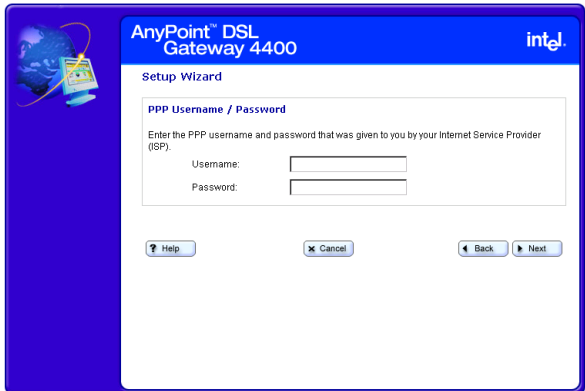 AnyPoint™ DSL
Gateway 4400
intel.
Setup Wizard
PPP Username / Password
Enter the PPP username and password that was given to you by your Internet Service Provider
(ISP).
Username:
Password:
? Help
× Cancel
Back
Next